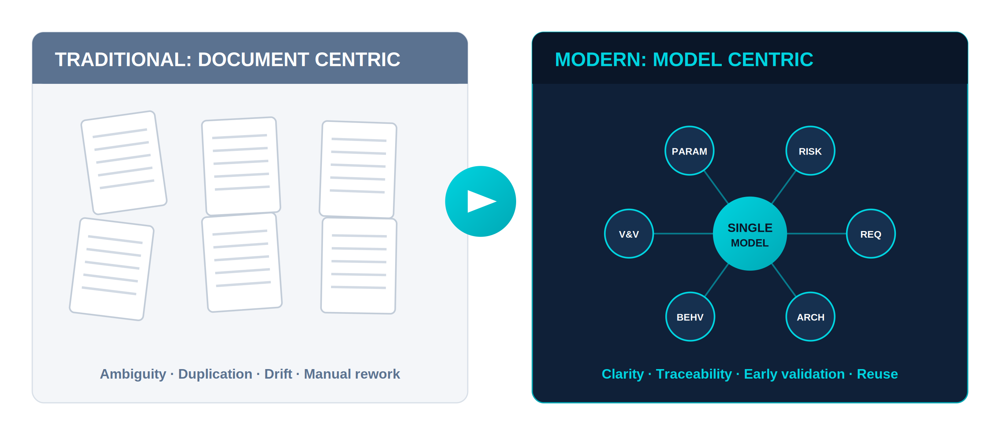 TRADITIONAL: DOCUMENT CENTRIC
Ambiguity · Duplication · Drift · Manual rework
MODERN: MODEL CENTRIC
PARAM
RISK
V&V
SINGLE
MODEL
REQ
BEHV
ARCH
Clarity · Traceability · Early validation · Reuse